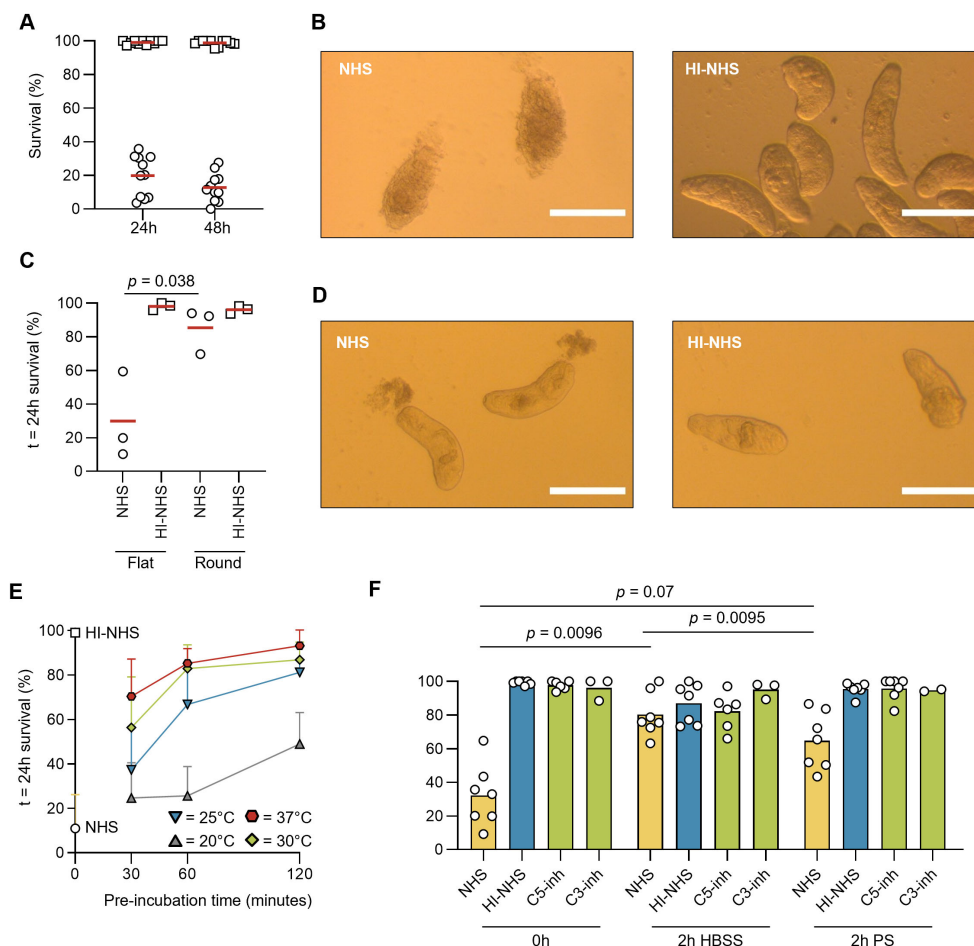 A
Survival (%)
100
80
60
40
20
0
24h
48h
B
NHS
HI-NHS
C
t = 24h survival (%)
p = 0.038
100
80
60
40
20
0
NHS
HI-NHS
NHS
HI-NHS
Flat
Round
D
NHS
HI-NHS
E
t = 24h survival (%)
100
80
60
40
20
0
HI-NHS
NHS
= 25°C
= 37°C
= 20°C
= 30°C
0
30
60
120
Pre-incubation time (minutes)
F
p = 0.07
p = 0.0096
p = 0.0095
100
80
60
40
20
0
NHS
HI-NHS
C5-inh
C3-inh
NHS
HI-NHS
C5-inh
C3-inh
NHS
HI-NHS
C5-inh
C3-inh
0h
2h HBSS
2h PS